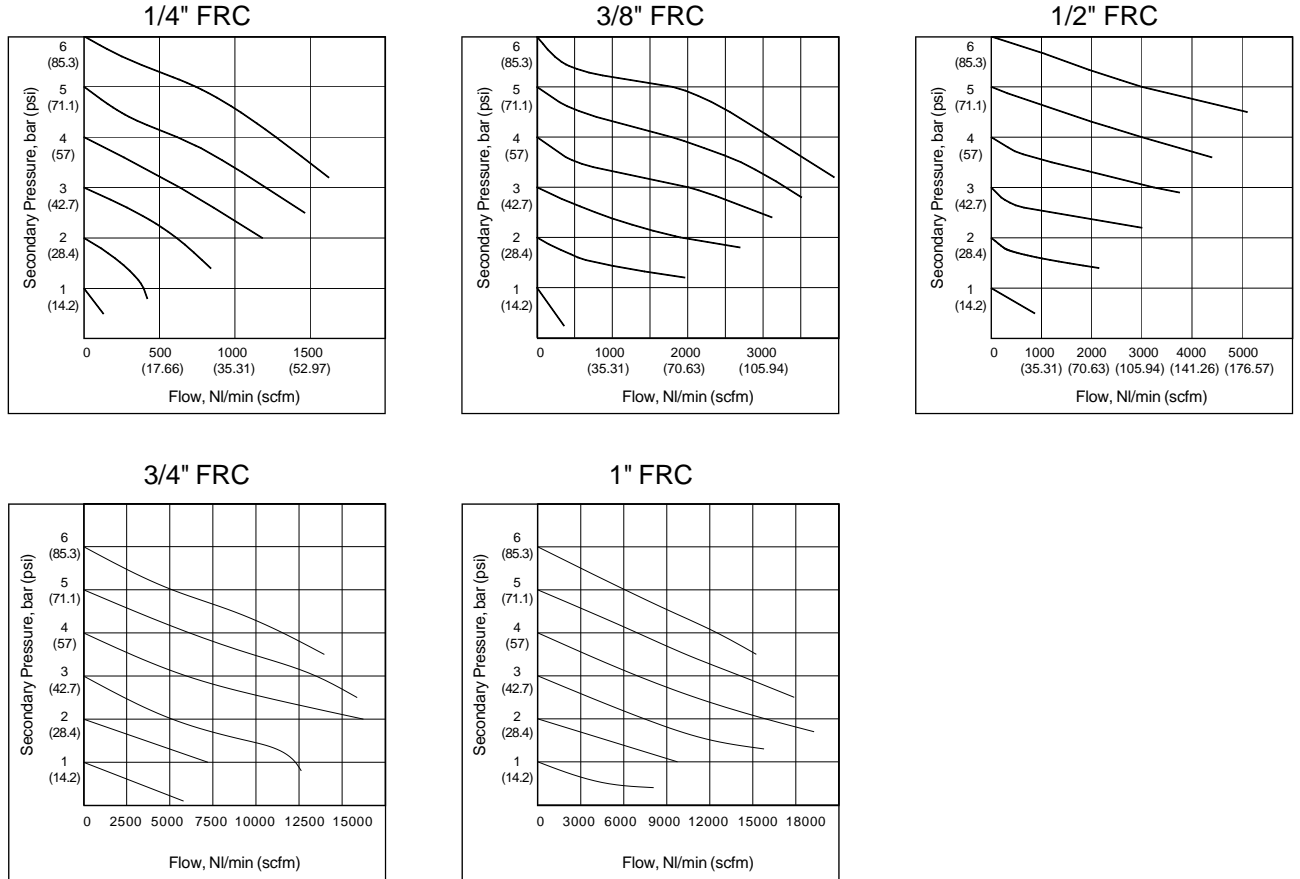 1/4" FRC
Secondary Pressure, bar (psi)
6
(85.3)
5
(71.1)
4
(57)
3
(42.7)
2
(28.4)
1
(14.2)
0 500 1000 1500
(17.66) (35.31) (52.97)
Flow, Nl/min (scfm)
3/8" FRC
Secondary Pressure, bar (psi)
6
(85.3)
5
(71.1)
4
(57)
3
(42.7)
2
(28.4)
1
(14.2)
0 1000 2000 3000
(35.31) (70.63) (105.94)
Flow, Nl/min (scfm)
1/2" FRC
Secondary Pressure, bar (psi)
6
(85.3)
5
(71.1)
4
(57)
3
(42.7)
2
(28.4)
1
(14.2)
0 1000 2000 3000 4000 5000
(35.31) (70.63) (105.94) (141.26) (176.57)
Flow, Nl/min (scfm)
3/4" FRC
Secondary Pressure, bar (psi)
6
(85.3)
5
(71.1)
4
(57)
3
(42.7)
2
(28.4)
1
(14.2)
0 2500 5000 7500 10000 12500 15000
Flow, Nl/min (scfm)
1" FRC
Secondary Pressure, bar (psi)
6
(85.3)
5
(71.1)
4
(57)
3
(42.7)
2
(28.4)
1
(14.2)
0 3000 6000 9000 12000 15000 18000
Flow, Nl/min (scfm)